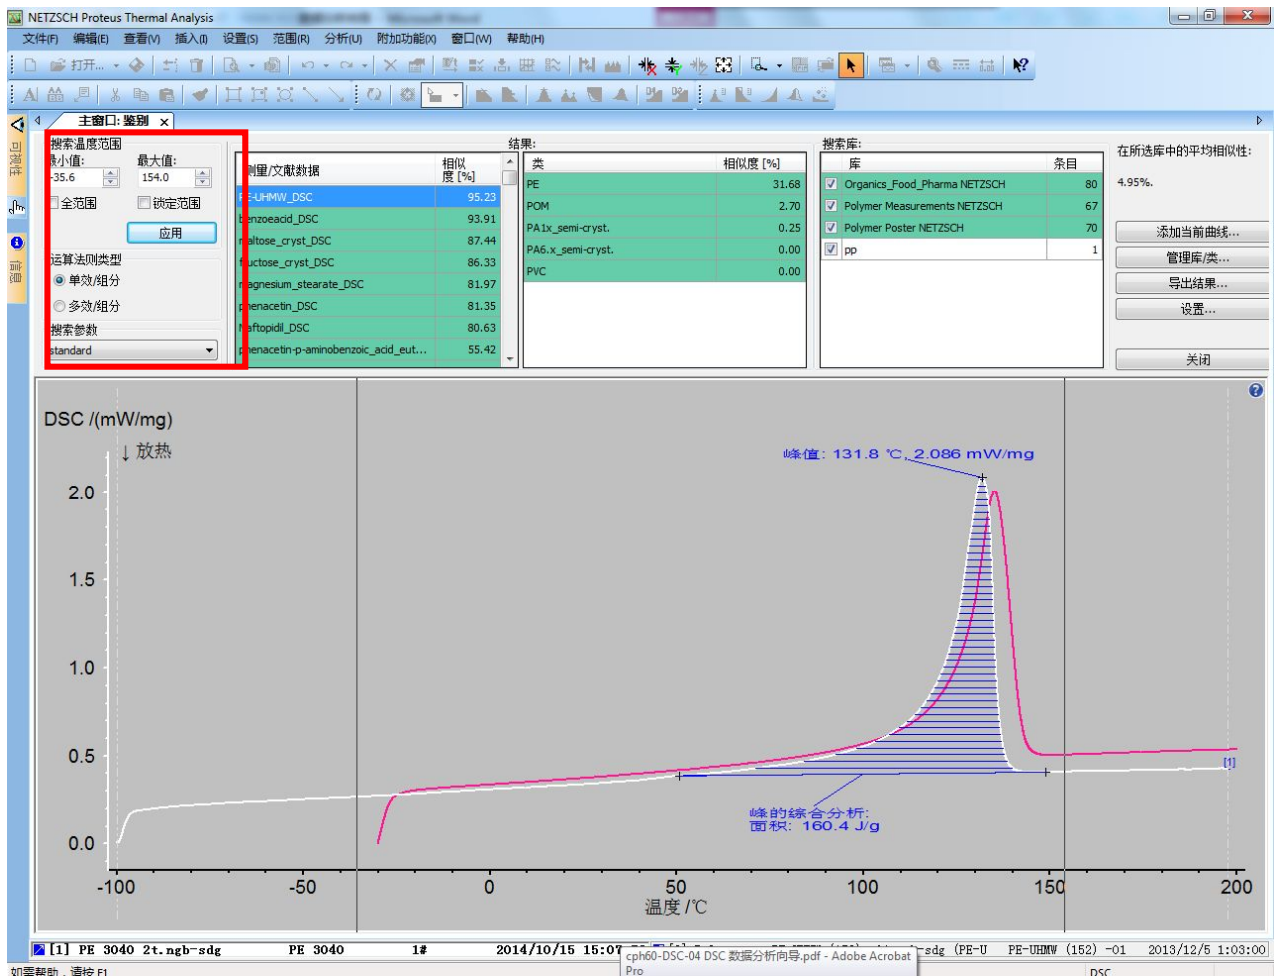 NETZSCH Proteus Thermal Analysis
文件(F) 编辑(E) 查看(V) 插入(I) 设置(S) 范围(R) 分析(U) 附加功能(X) 窗口(W) 帮助(H)
打开...
主窗口: 鉴别 x
可视性
信息
搜索温度范围
最小值: 最大值:
-35.6 154.0
全范围 锁定范围
应用
运算法则类型
单效/组分
多效/组分
搜索参数
standard
结果:
测量/文献数据 相似度 [%]
PE-UHMW_DSC 95.23
benzoeacid_DSC 93.91
maltose_cryst_DSC 87.44
fructose_cryst_DSC 86.33
magnesium_stearate_DSC 81.97
phenacetin_DSC 81.35
Naftopidil_DSC 80.63
phenacetin-p-aminobenzoic_acid_eut... 55.42
类 相似度 [%]
PE 31.68
POM 2.70
PA1x_semi-cryst. 0.25
PA6.x_semi-cryst. 0.00
PVC 0.00
搜索库:
库 条目
Organics_Food_Pharma NETZSCH 80
Polymer Measurements NETZSCH 67
Polymer Poster NETZSCH 70
pp 1
在所选库中的平均相似性:
4.95%.
添加当前曲线...
管理库/类...
导出结果...
设置...
关闭
DSC /(mW/mg)
↓ 放热
峰值: 131.8 ℃, 2.086 mW/mg
2.0
1.5
1.0
0.5
0.0
[1]
峰的综合分析:
面积: 160.4 J/g
-100 -50 0 50 100 150 200
温度 /℃
[1] PE 3040 2t.ngb-sdg PE 3040 1# 2014/10/15 15:07 sdg (PE-U PE-UHMW (152) -01 2013/12/5 1:03:00
cph60-DSC-04 DSC 数据分析向导.pdf - Adobe Acrobat
Pro
如需帮助，请按 F1 DSC